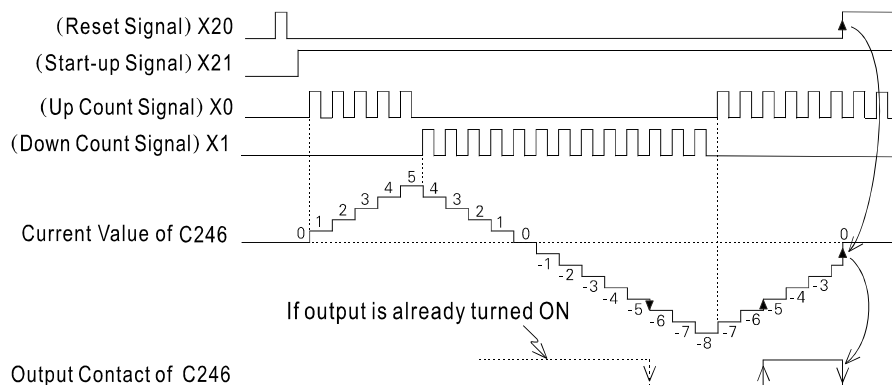 (Reset Signal) X20
(Start-up Signal) X21
(Up Count Signal) X0
(Down Count Signal) X1
Current Value of C246
0 1 2 3 4 5 4 3 2 1 0 -1 -2 -3 -4 -5 -6 -7 -8 -7 -6 -5 -4 -3 0
If output is already turned ON
Output Contact of C246